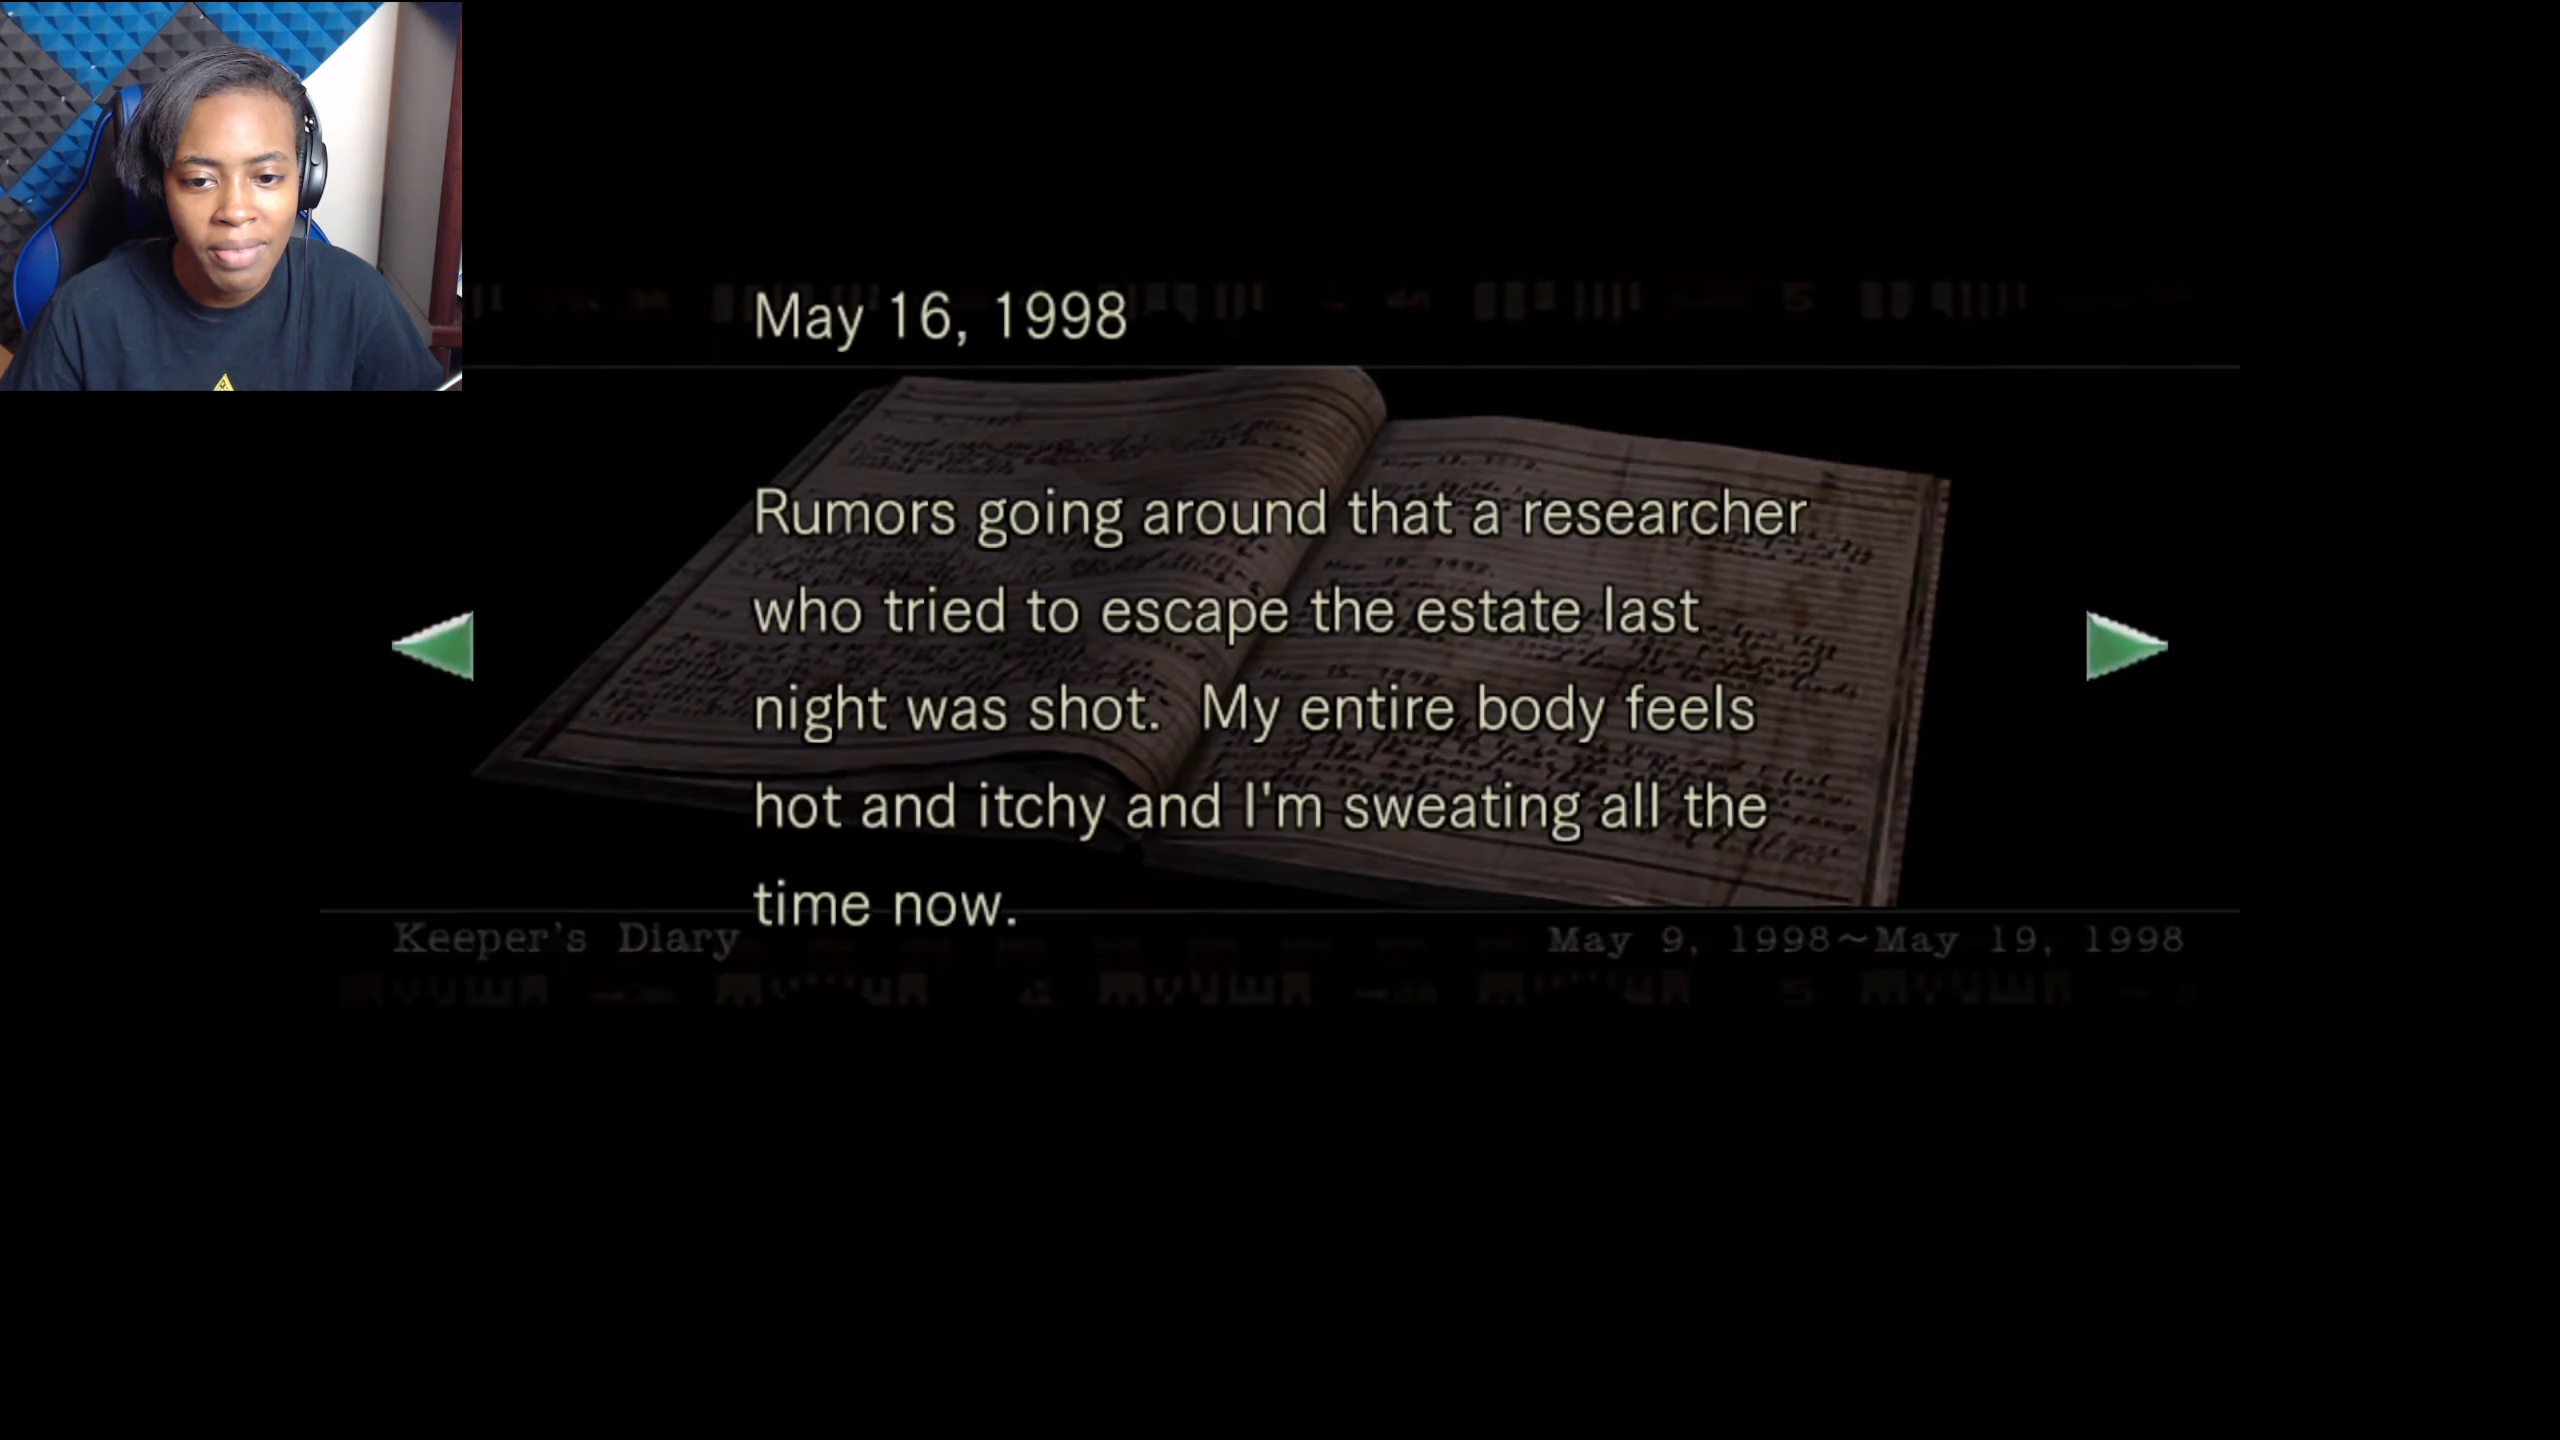 May 16, 1998
Rumors going around that a researcher
who tried to escape the estate last
night was shot.  My entire body feels
hot and itchy and I'm sweating all the
time now.
Keeper's Diary
May 9, 1998~May 19, 1998